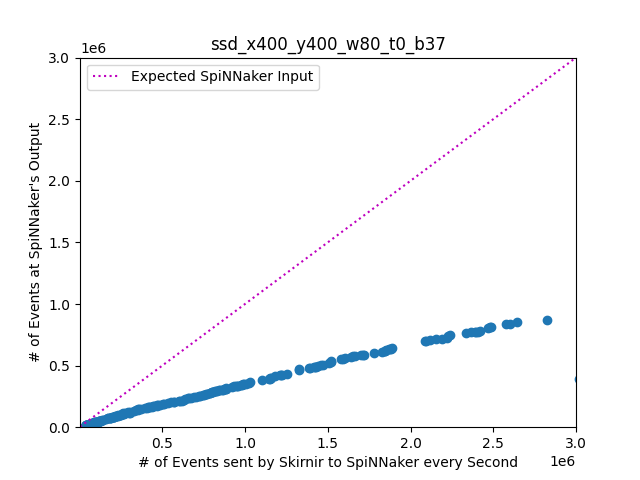 ssd_x400_y400_w80_t0_b37
1e6
3.0
2.5
2.0
1.5
1.0
0.5
0.0
Expected SpiNNaker Input
# of Events at SpiNNaker's Output
0.5
1.0
1.5
2.0
2.5
3.0
1e6
# of Events sent by Skirnir to SpiNNaker every Second